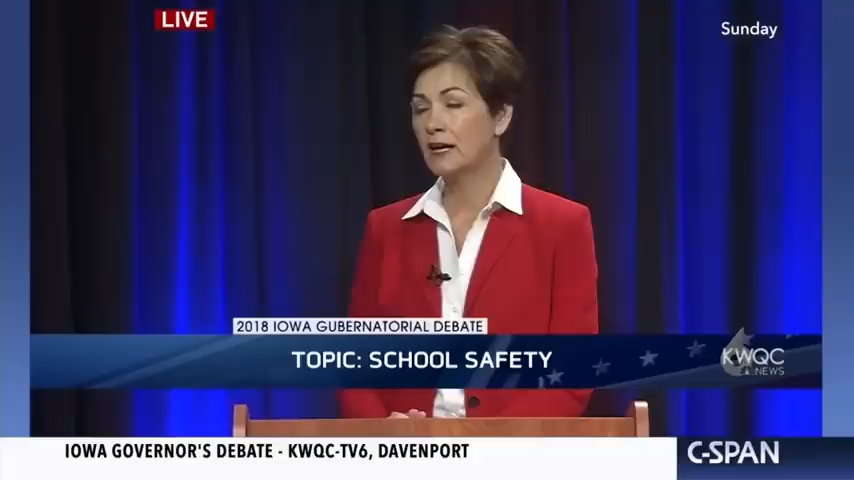 LIVE
Sunday
2018 IOWA GUBERNATORIAL DEBATE
TOPIC: SCHOOL SAFETY
KWQC
NEWS
IOWA GOVERNOR'S DEBATE - KWQC-TV6, DAVENPORT
C-SPAN